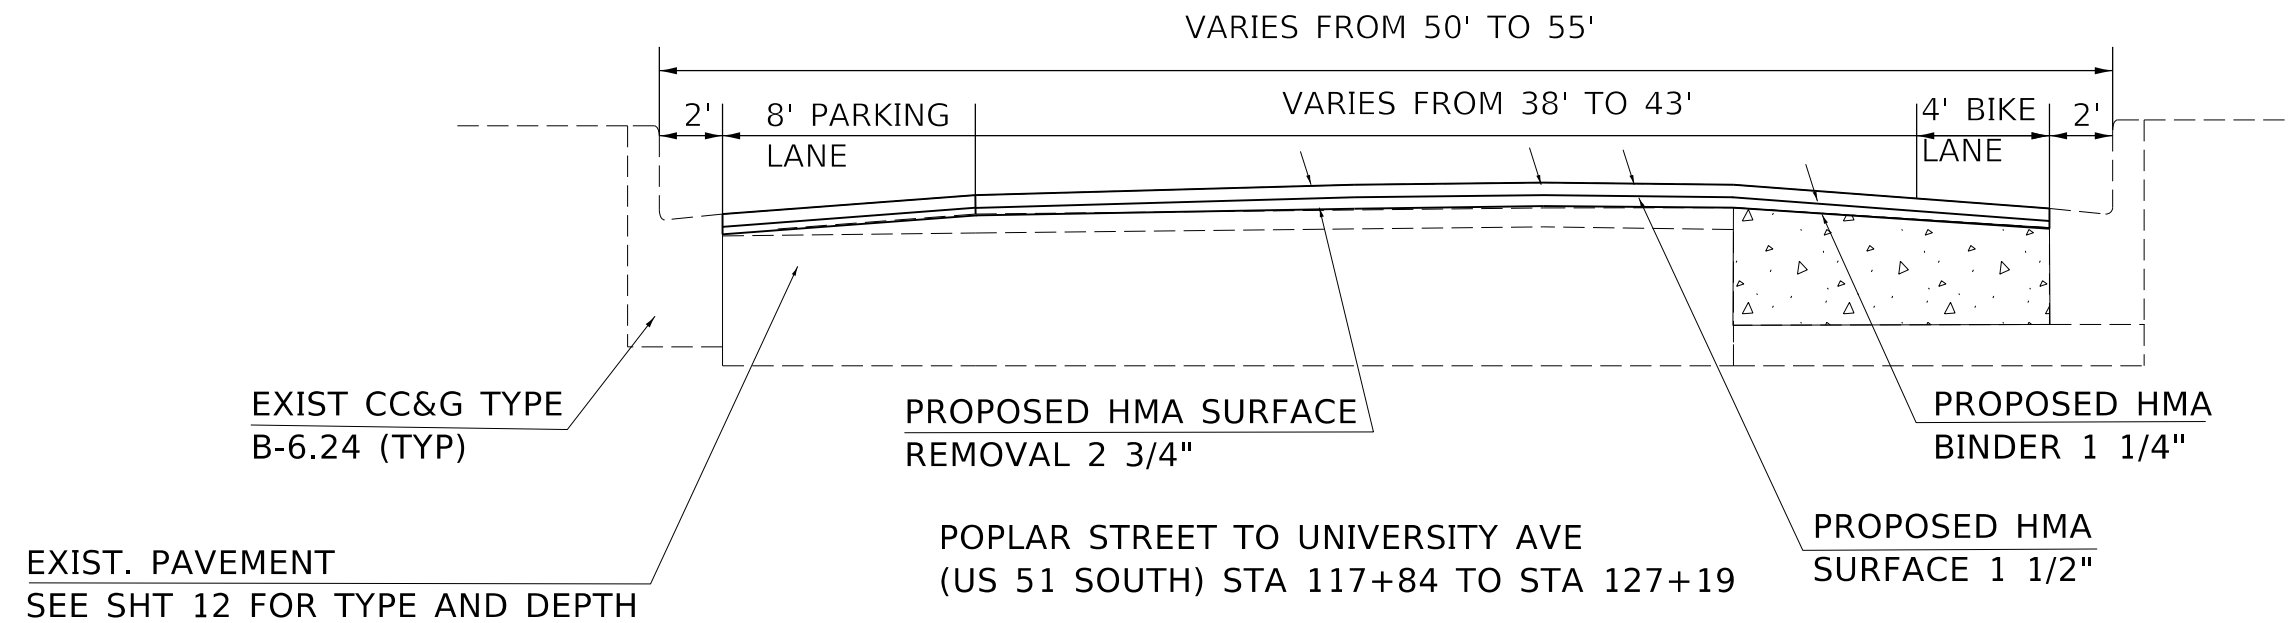 VARIES FROM 50' TO 55'
2'
8' PARKING
LANE
VARIES FROM 38' TO 43'
4' BIKE
LANE
2'
EXIST CC&G TYPE
B-6.24 (TYP)
PROPOSED HMA SURFACE
REMOVAL 2 3/4"
PROPOSED HMA
BINDER 1 1/4"
EXIST. PAVEMENT
SEE SHT 12 FOR TYPE AND DEPTH
POPLAR STREET TO UNIVERSITY AVE
(US 51 SOUTH) STA 117+84 TO STA 127+19
PROPOSED HMA
SURFACE 1 1/2"